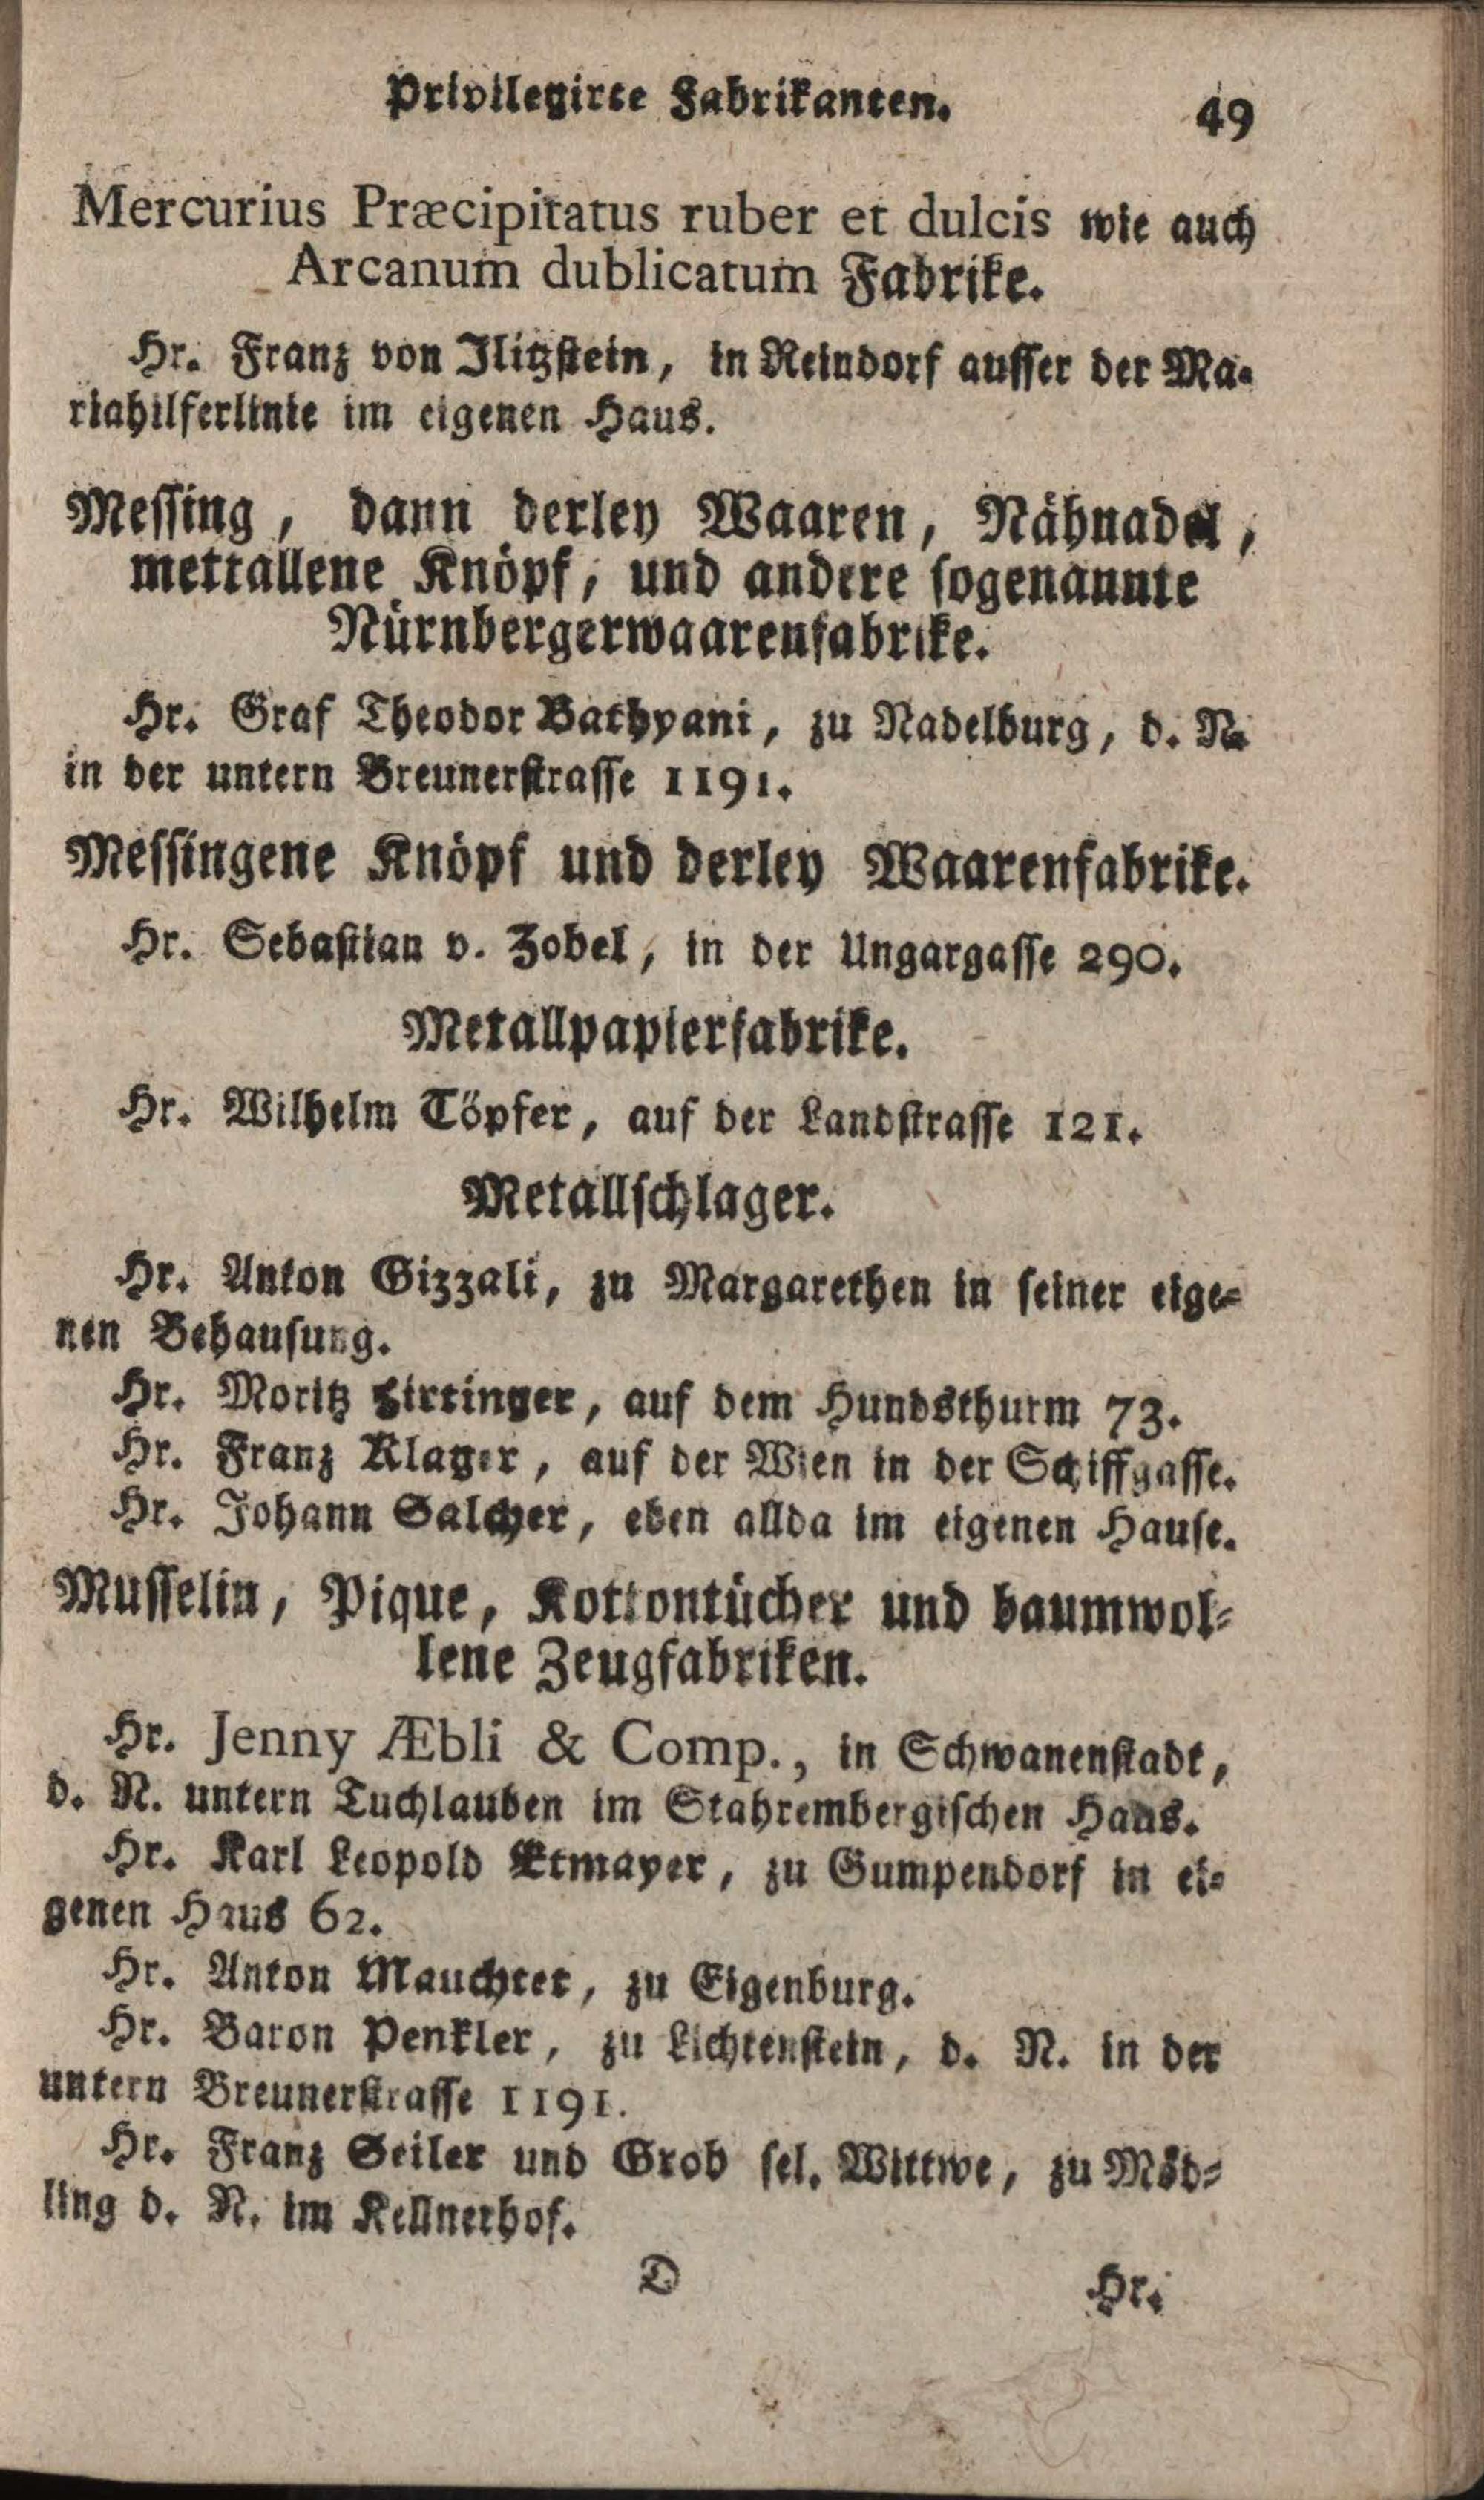 Privilegirte Fabrikanten. 49
Mercurius Præcipitatus ruber et dulcis wie auch
Arcanum dublicatum Fabrike.
Hr. Franz von Ilitzstein, in Reindorf ausser der Ma-
riahilferlinie im eigenen Haus.
Messing, dann derley Waaren, Nähnadel,
mettallene Knöpf, und andere sogenannte
Nürnbergerwaarenfabrike.
Hr. Graf Theodor Bathyani, zu Nadelburg, d. N.
in der untern Breunerstrasse 1191.
Messingene Knöpf und derley Waarenfabrike.
Hr. Sebastian v. Zobel, in der Ungargasse 290.
Metallpapierfabrike.
Hr. Wilhelm Töpfer, auf der Landstrasse 121.
Metallschlager.
Hr. Anton Gizzali, zu Margarethen in seiner eige-
nen Behausung.
Hr. Moritz Hirtinger, auf dem Hundsthurm 73.
Hr. Franz Klager, auf der Wien in der Schiffgasse.
Hr. Johann Salcher, eben allda im eigenen Hause.
Musselin, Pique, Kottontücher und baumwol-
lene Zeugfabriken.
Hr. Jenny Æbli & Comp., in Schwanenstadt,
d. N. untern Tuchlauben im Stahrembergischen Haus.
Hr. Karl Leopold Etmayer, zu Gumpendorf in ei-
genen Haus 62.
Hr. Anton Mauchter, zu Eigenburg.
Hr. Baron Penkler, zu Lichtenstein, d. N. in der
untern Breunerstrasse 1191.
Hr. Franz Seiler und Grob sel. Wittwe, zu Möd-
ling d. N. im Kellnerhof.
D Hr.